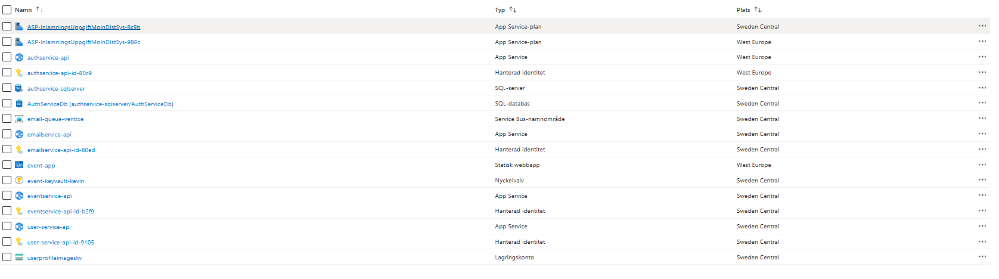 Namn ↑↓ Typ ↑↓ Plats ↑↓
ASP-InlamningsUppgiftMolnDistSys-8c9b App Service-plan Sweden Central ...
ASP-InlamningsUppgiftMolnDistSys-988c App Service-plan West Europe ...
authservice-api App Service West Europe ...
authservice-api-id-80c9 Hanterad identitet West Europe ...
authservice-sqlserver SQL-server Sweden Central ...
AuthServiceDb (authservice-sqlserver/AuthServiceDb) SQL-databas Sweden Central ...
email-queue-ventixe Service Bus-namnområde Sweden Central ...
emailservice-api App Service Sweden Central ...
emailservice-api-id-80ed Hanterad identitet Sweden Central ...
event-app Statisk webbapp West Europe ...
event-keyvault-kevin Nyckelvalv Sweden Central ...
eventservice-api App Service Sweden Central ...
eventservice-api-id-b2f9 Hanterad identitet Sweden Central ...
user-service-api App Service Sweden Central ...
user-service-api-id-9105 Hanterad identitet Sweden Central ...
userprofileimageskv Lagringskonto Sweden Central ...